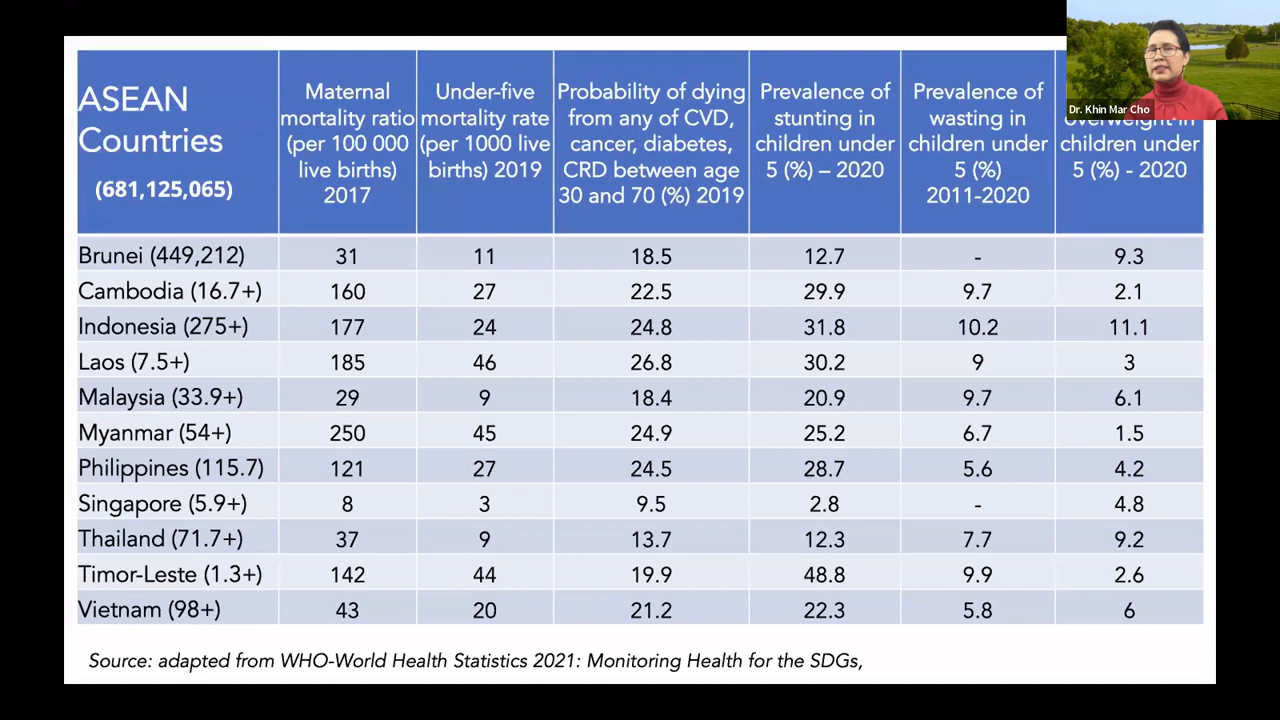 ASEAN
Countries
(681,125,065)
Maternal
mortality ratio
(per 100 000
live births)
2017
Under-five
mortality rate
(per 1000 live
births) 2019
Probability of dying
from any of CVD,
cancer, diabetes,
CRD between age
30 and 70 (%) 2019
Prevalence of
stunting in
children under
5 (%) – 2020
Prevalence of
wasting in
children under
5 (%)
2011-2020
overweight in
children under
5 (%) - 2020
Dr. Khin Mar Cho
Brunei (449,212) 31 11 18.5 12.7 - 9.3
Cambodia (16.7+) 160 27 22.5 29.9 9.7 2.1
Indonesia (275+) 177 24 24.8 31.8 10.2 11.1
Laos (7.5+) 185 46 26.8 30.2 9 3
Malaysia (33.9+) 29 9 18.4 20.9 9.7 6.1
Myanmar (54+) 250 45 24.9 25.2 6.7 1.5
Philippines (115.7) 121 27 24.5 28.7 5.6 4.2
Singapore (5.9+) 8 3 9.5 2.8 - 4.8
Thailand (71.7+) 37 9 13.7 12.3 7.7 9.2
Timor-Leste (1.3+) 142 44 19.9 48.8 9.9 2.6
Vietnam (98+) 43 20 21.2 22.3 5.8 6
Source: adapted from WHO-World Health Statistics 2021: Monitoring Health for the SDGs,